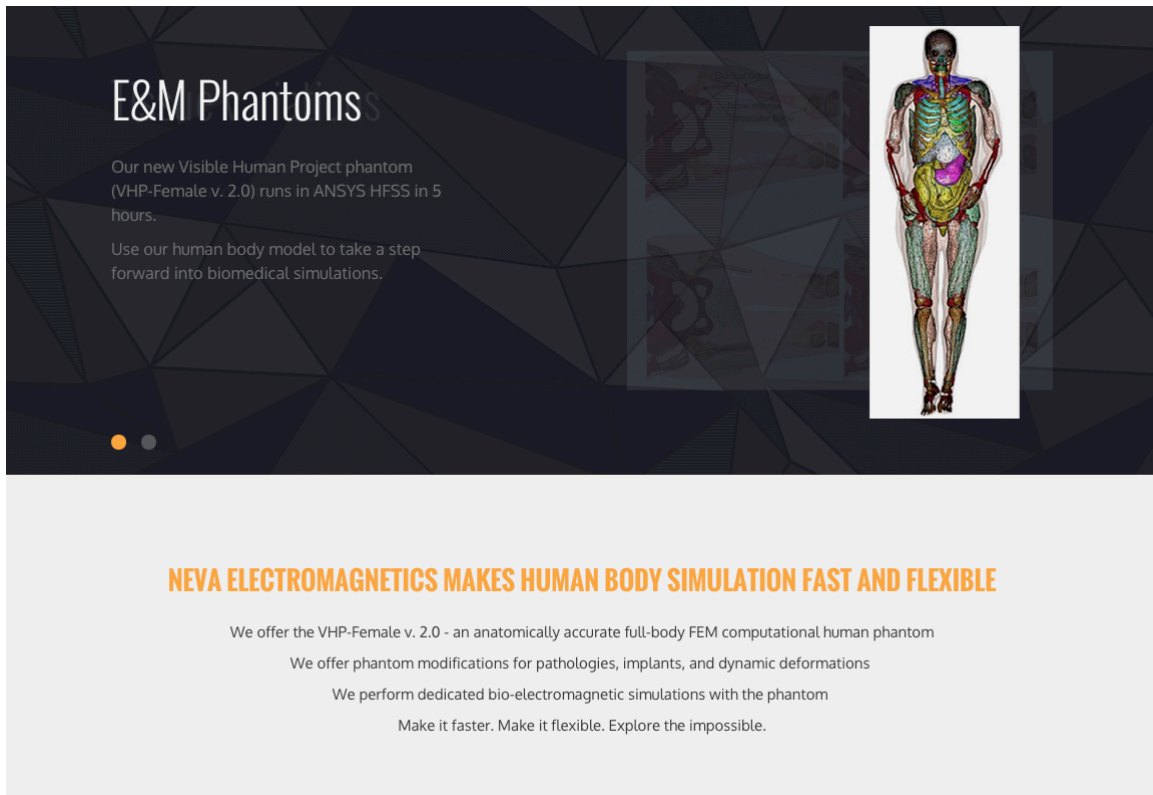 E&M Phantoms
Our new Visible Human Project phantom
(VHP-Female v. 2.0) runs in ANSYS HFSS in 5
hours.
Use our human body model to take a step
forward into biomedical simulations.
NEVA ELECTROMAGNETICS MAKES HUMAN BODY SIMULATION FAST AND FLEXIBLE
We offer the VHP-Female v. 2.0 - an anatomically accurate full-body FEM computational human phantom
We offer phantom modifications for pathologies, implants, and dynamic deformations
We perform dedicated bio-electromagnetic simulations with the phantom
Make it faster. Make it flexible. Explore the impossible.